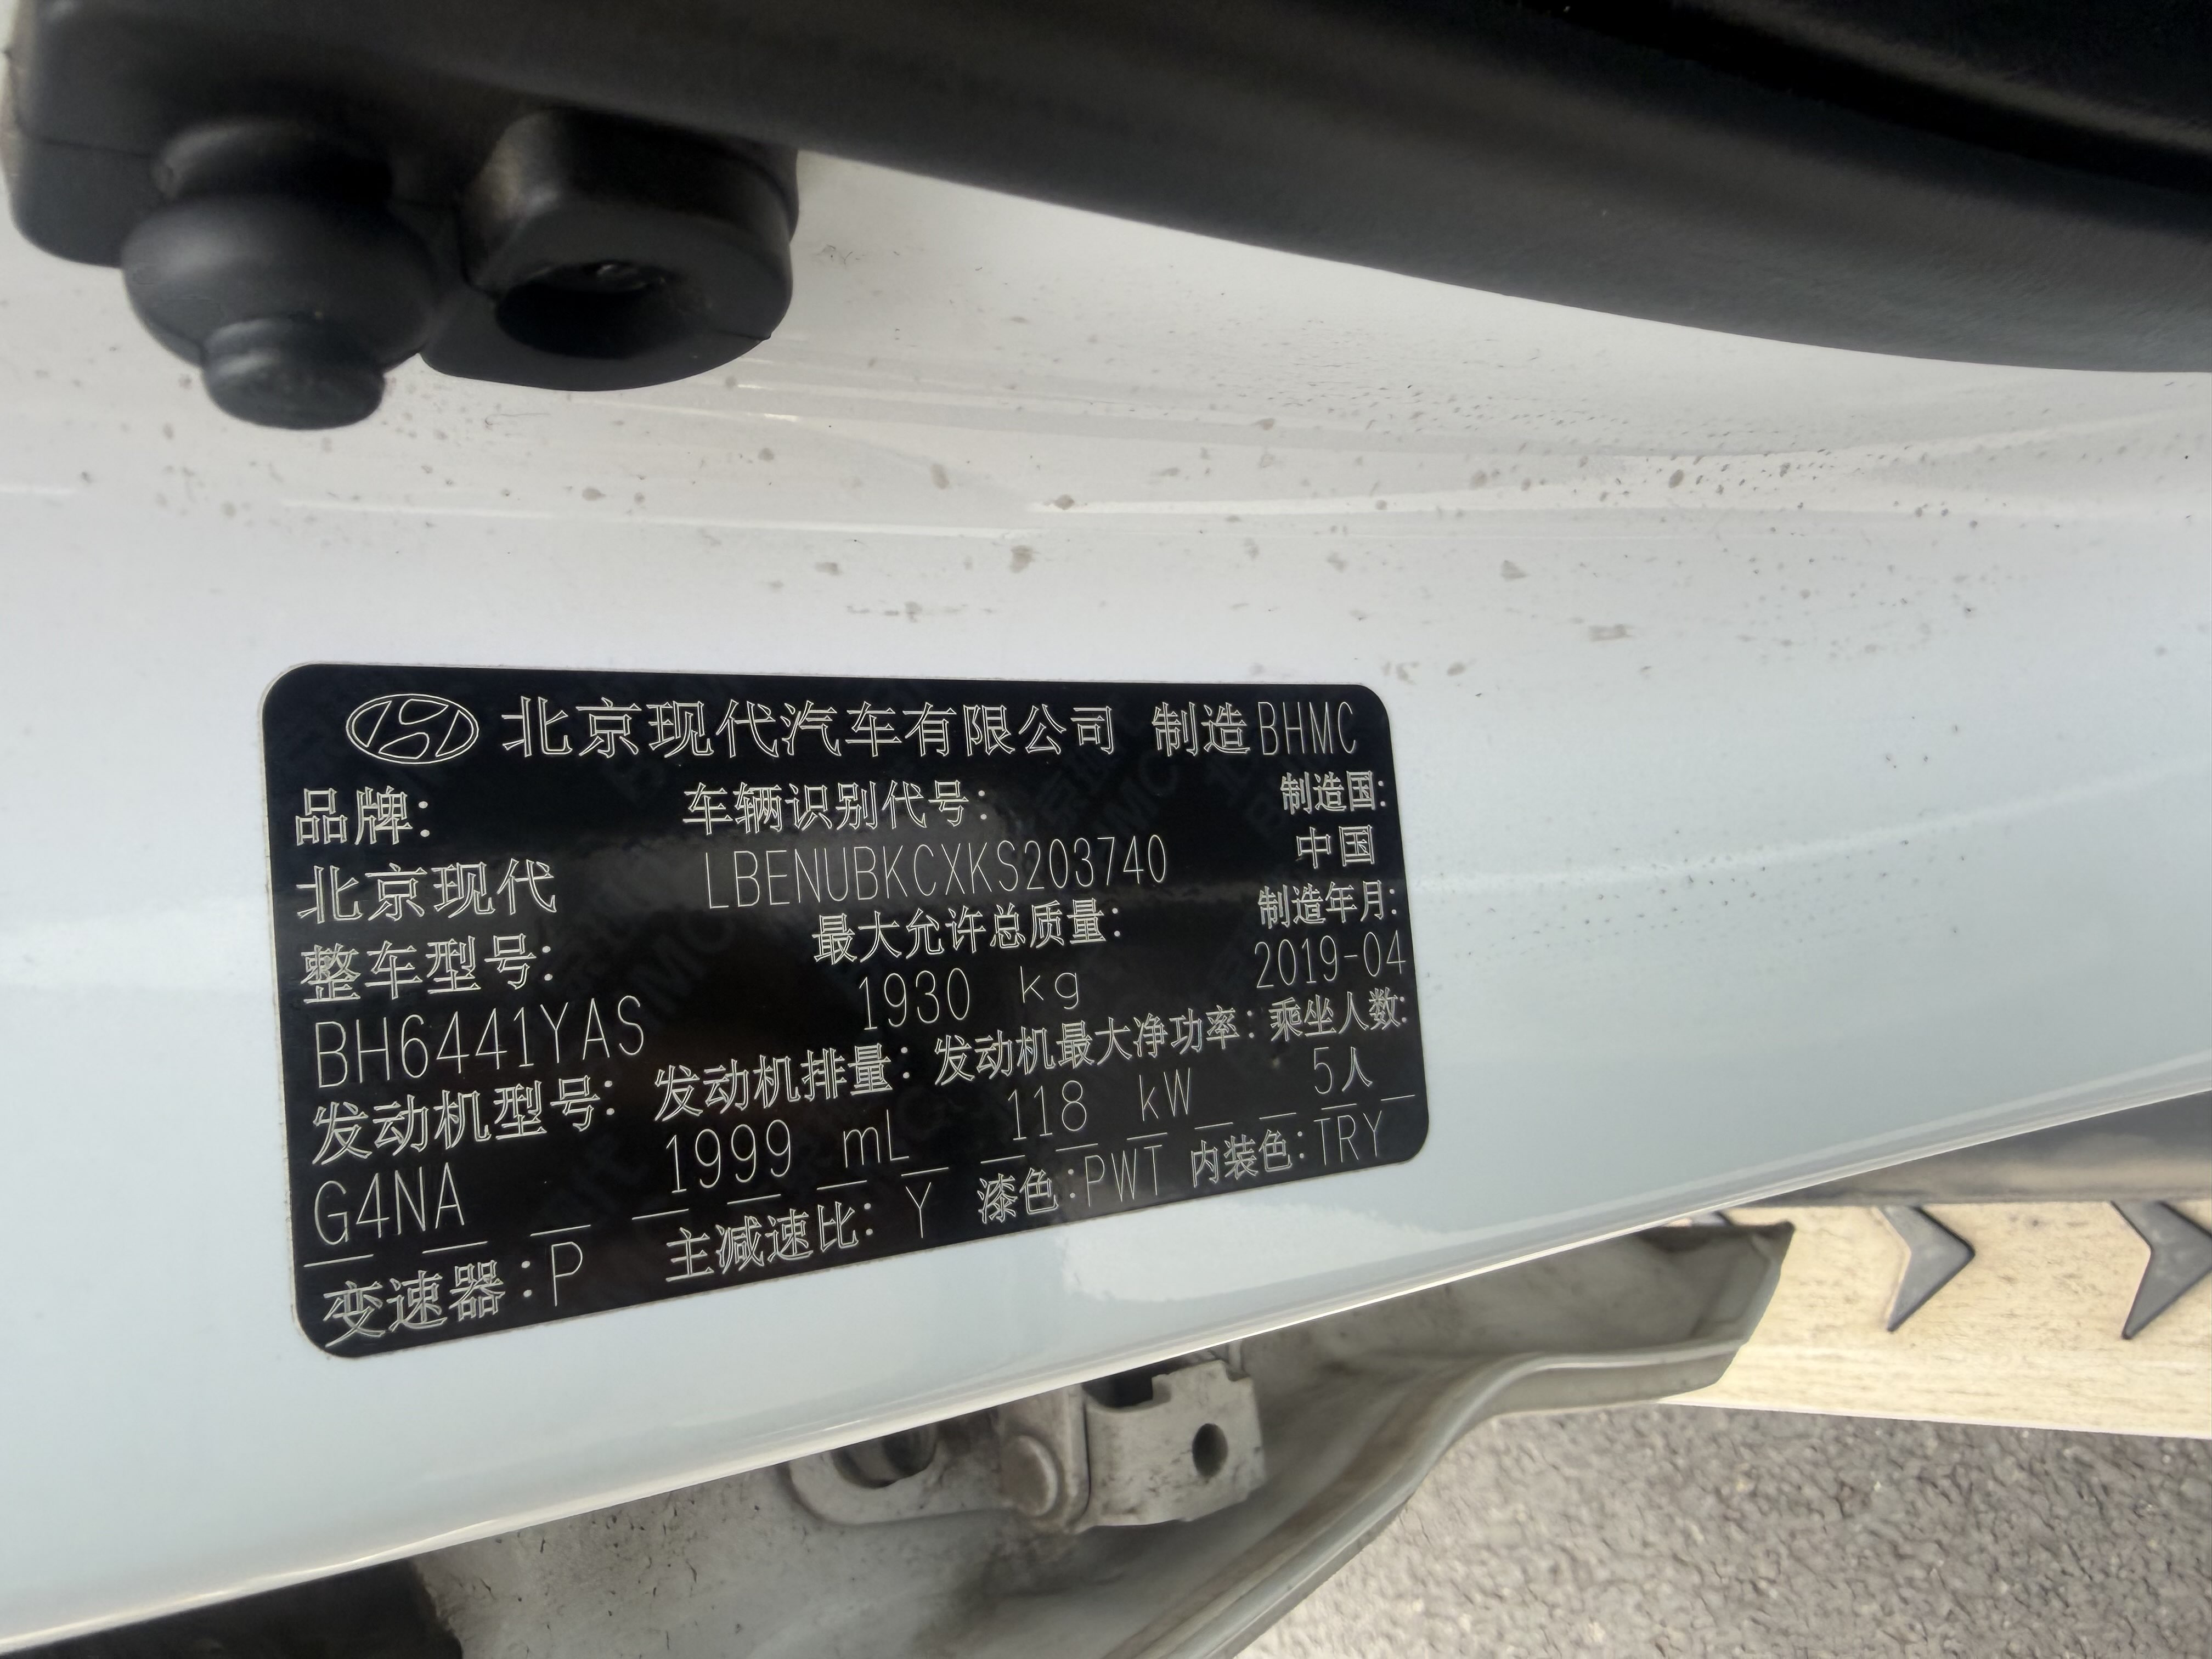 北京现代汽车有限公司 制造BHMC
品牌: 车辆识别代号: 制造国:
北京现代 LBENUBKCXKS203740 中国
整车型号: 最大允许总质量: 制造年月:
BH6441YAS 1930 kg 2019-04
发动机型号: 发动机排量: 发动机最大净功率: 乘坐人数:
G4NA 1999 mL 118 kW 5人
变速器:P 主减速比: Y 漆色:PWT 内装色:TRY